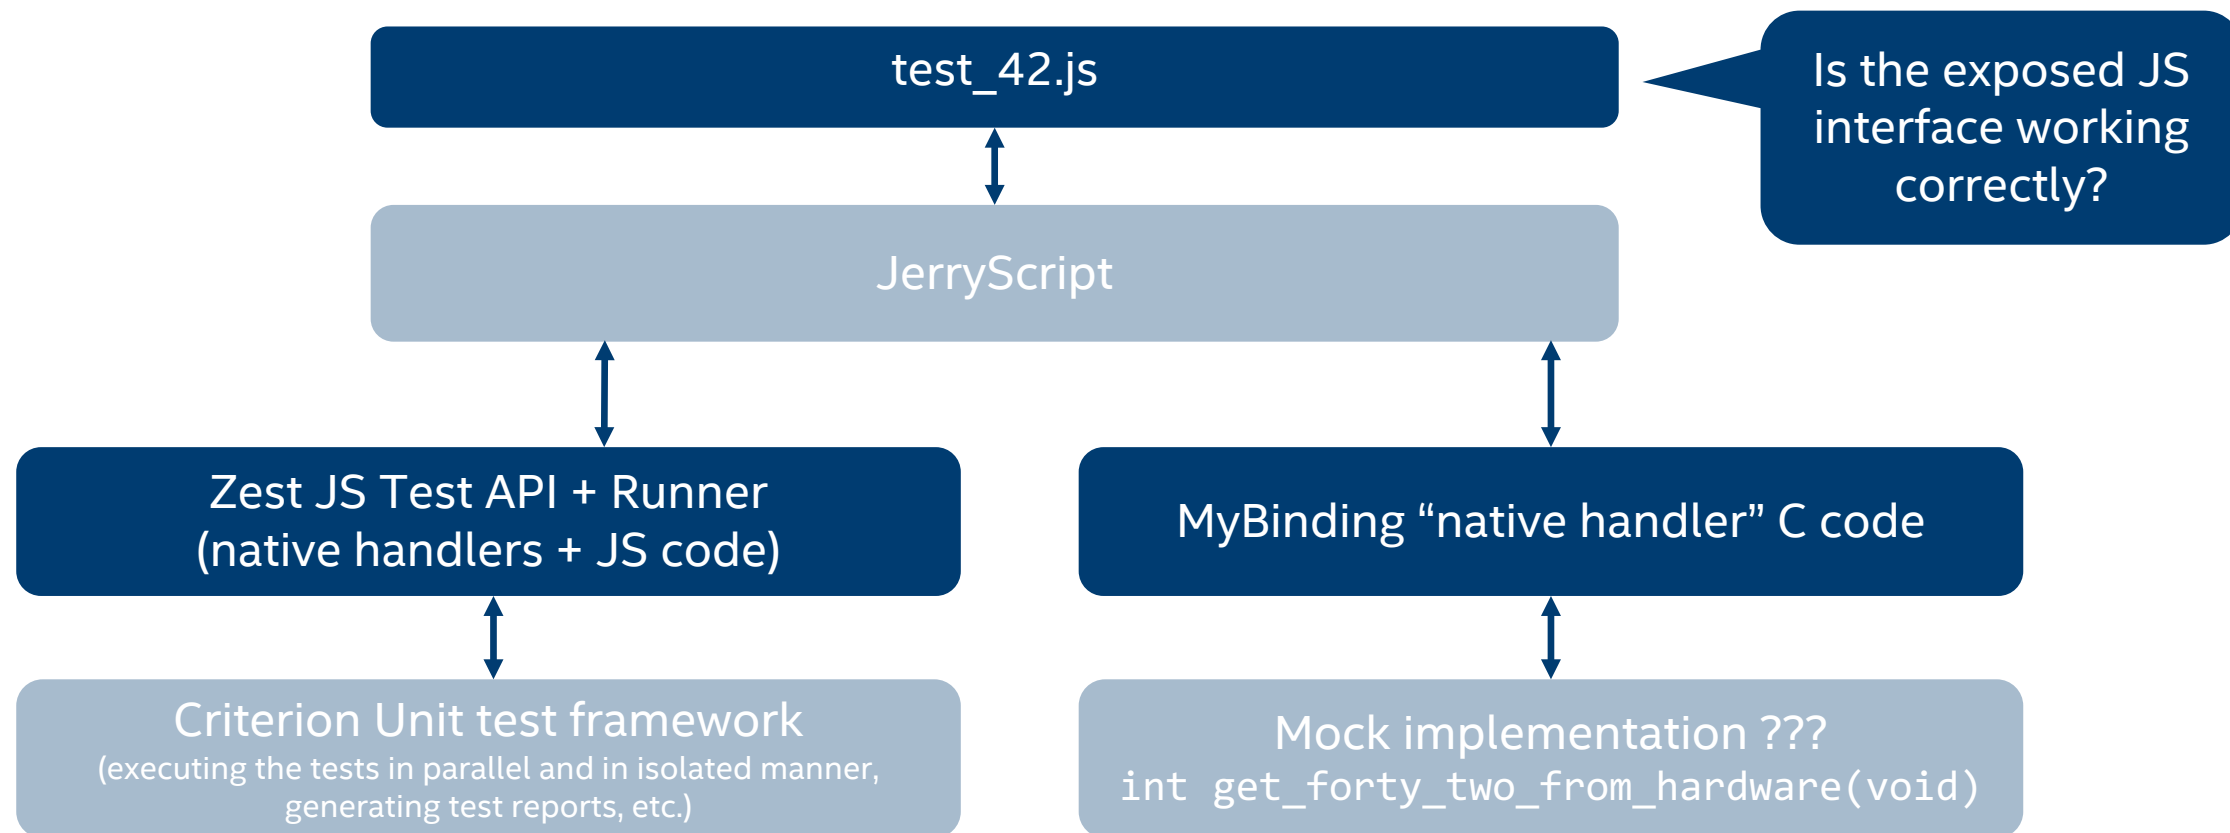 test_42.js
Is the exposed JS
interface working
correctly?
JerryScript
Zest JS Test API + Runner
(native handlers + JS code)
MyBinding “native handler” C code
Criterion Unit test framework
(executing the tests in parallel and in isolated manner,
generating test reports, etc.)
Mock implementation ???
int get_forty_two_from_hardware(void)